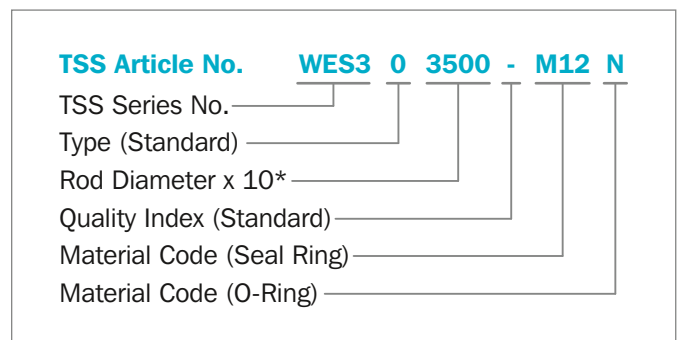 TSS Article No. WES3 0 3500 - M12 N
TSS Series No.
Type (Standard)
Rod Diameter x 10*
Quality Index (Standard)
Material Code (Seal Ring)
Material Code (O-Ring)